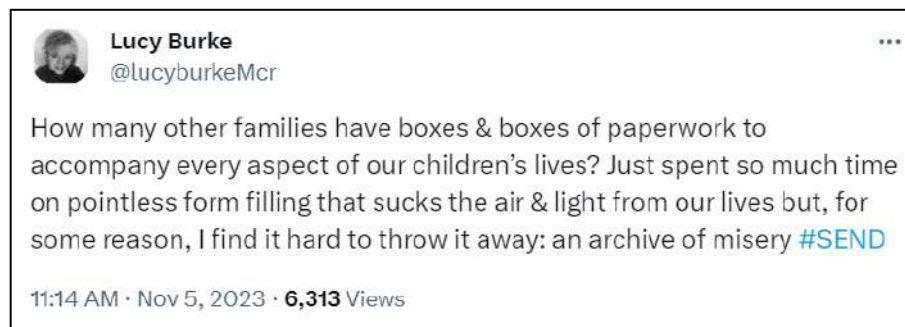 Lucy Burke
@lucyburkeMcr
How many other families have boxes & boxes of paperwork to
accompany every aspect of our children's lives? Just spent so much time
on pointless form filling that sucks the air & light from our lives but, for
some reason, I find it hard to throw it away: an archive of misery #SEND
11:14 AM · Nov 5, 2023 · 6,313 Views